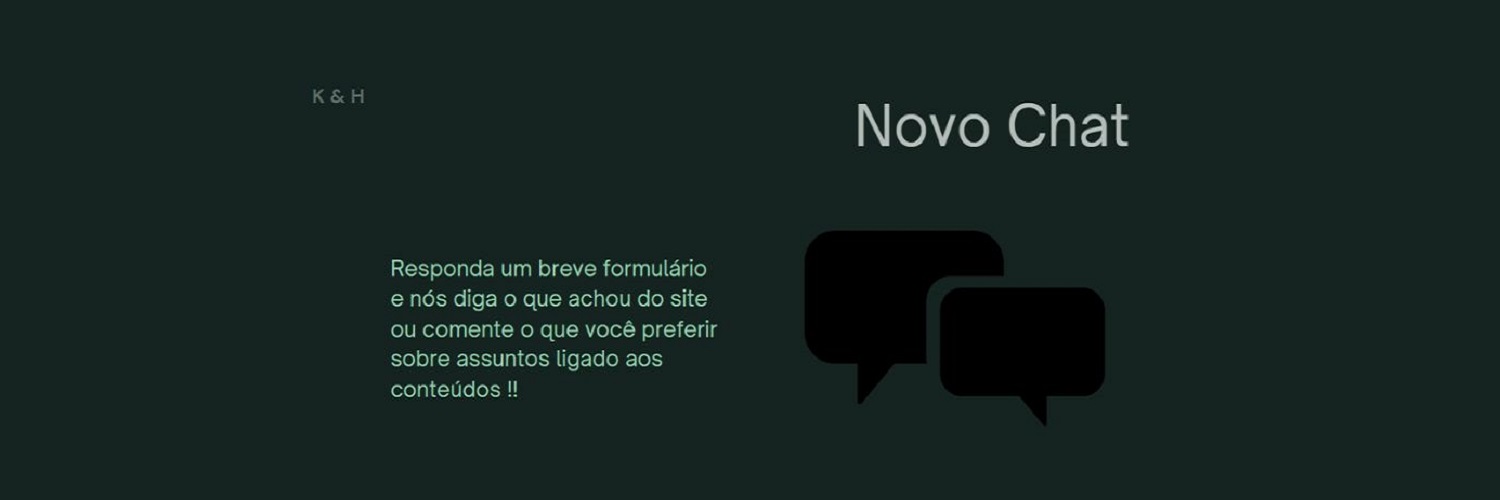 K & H
Novo Chat
Responda um breve formulário
e nós diga o que achou do site
ou comente o que você preferir
sobre assuntos ligado aos
conteúdos !!